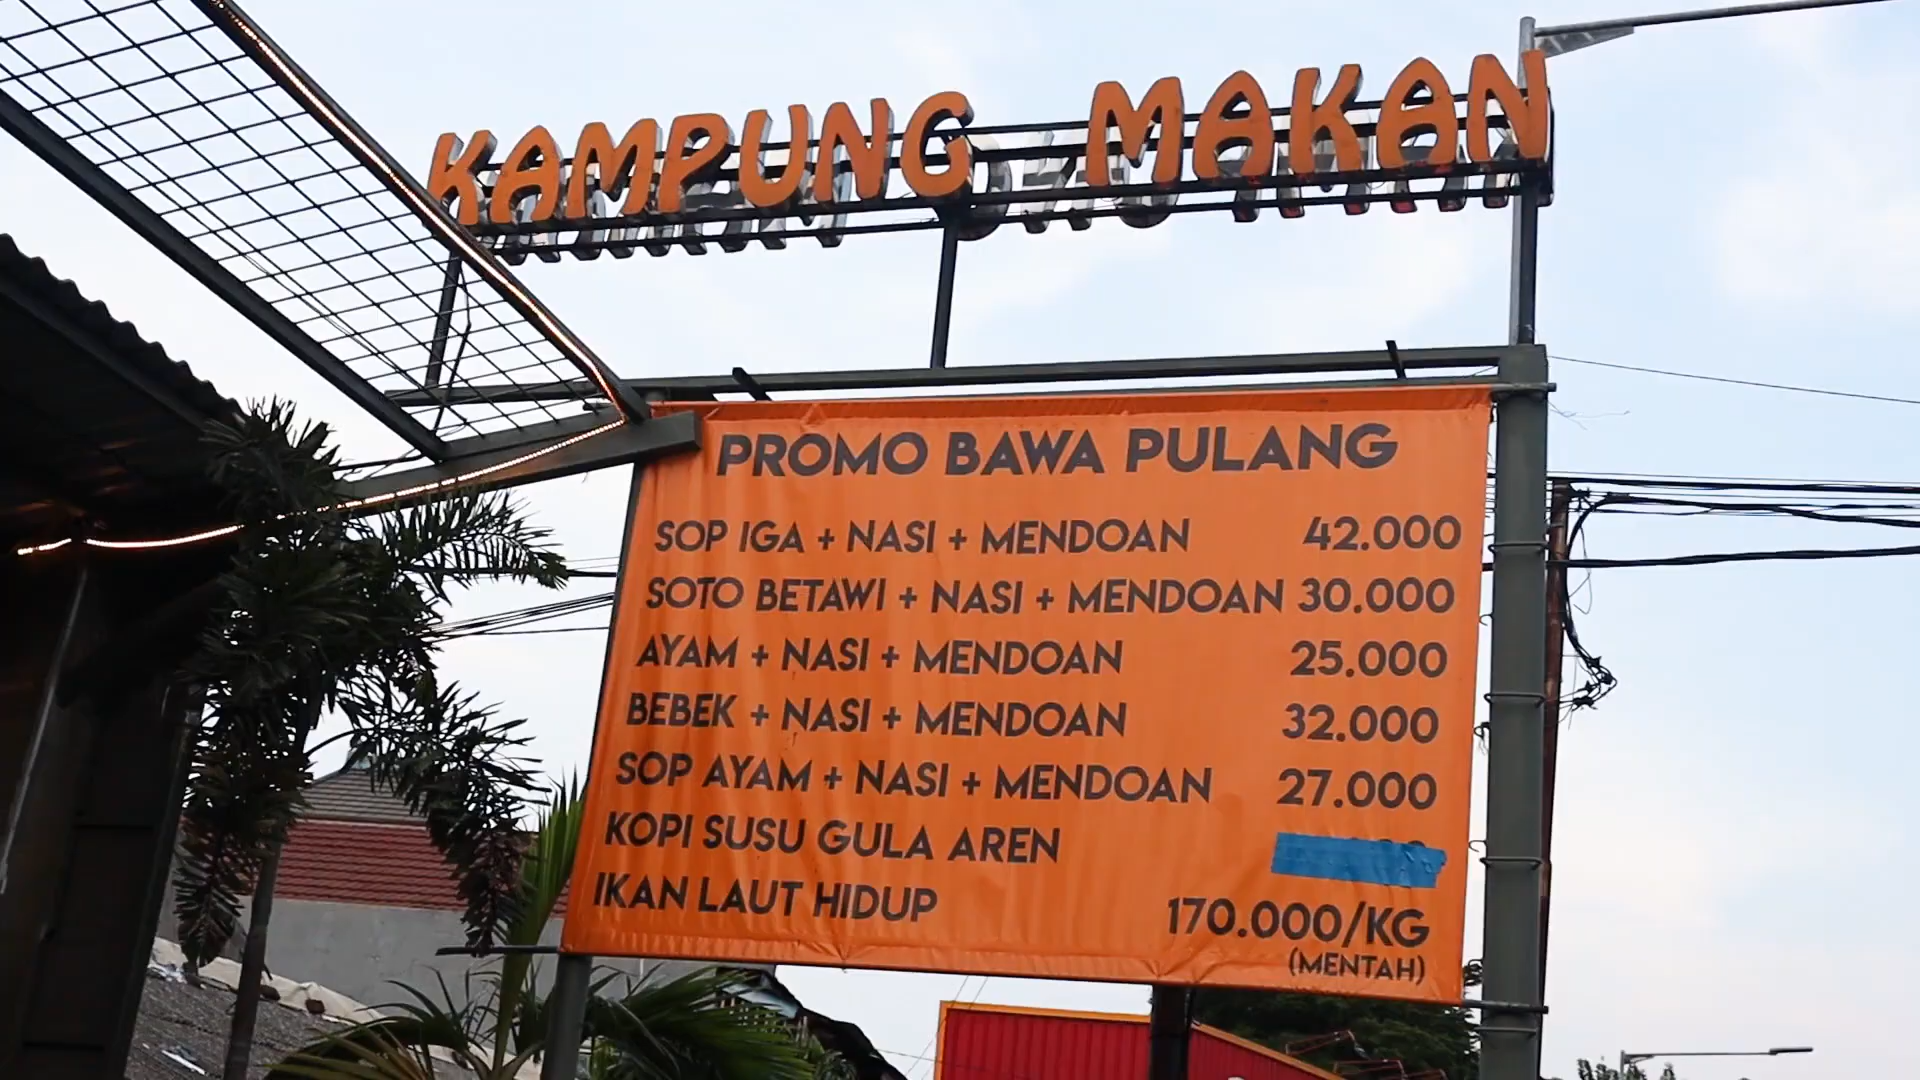 KAMPUNG MAKAN
PROMO BAWA PULANG
SOP IGA + NASI + MENDOAN 42.000
SOTO BETAWI + NASI + MENDOAN 30.000
AYAM + NASI + MENDOAN 25.000
BEBEK + NASI + MENDOAN 32.000
SOP AYAM + NASI + MENDOAN 27.000
KOPI SUSU GULA AREN
IKAN LAUT HIDUP 170.000/KG
(MENTAH)